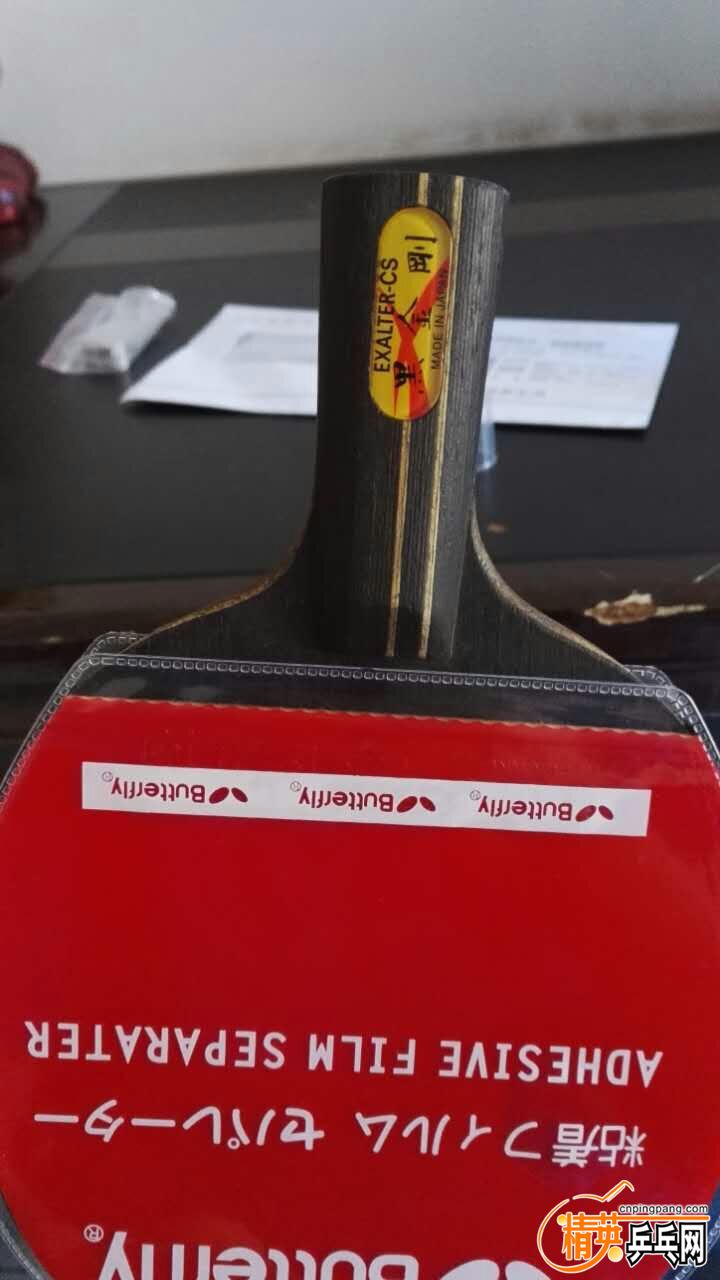 EXALTER-CS
黑金剛
MADE IN JAPAN
Butterfly
Butterfly
Butterfly
ADHESIVE FILM SEPARATER
粘着フィルム セパレーター
Butterfly®
cnpingpang.com
精英乒乓网